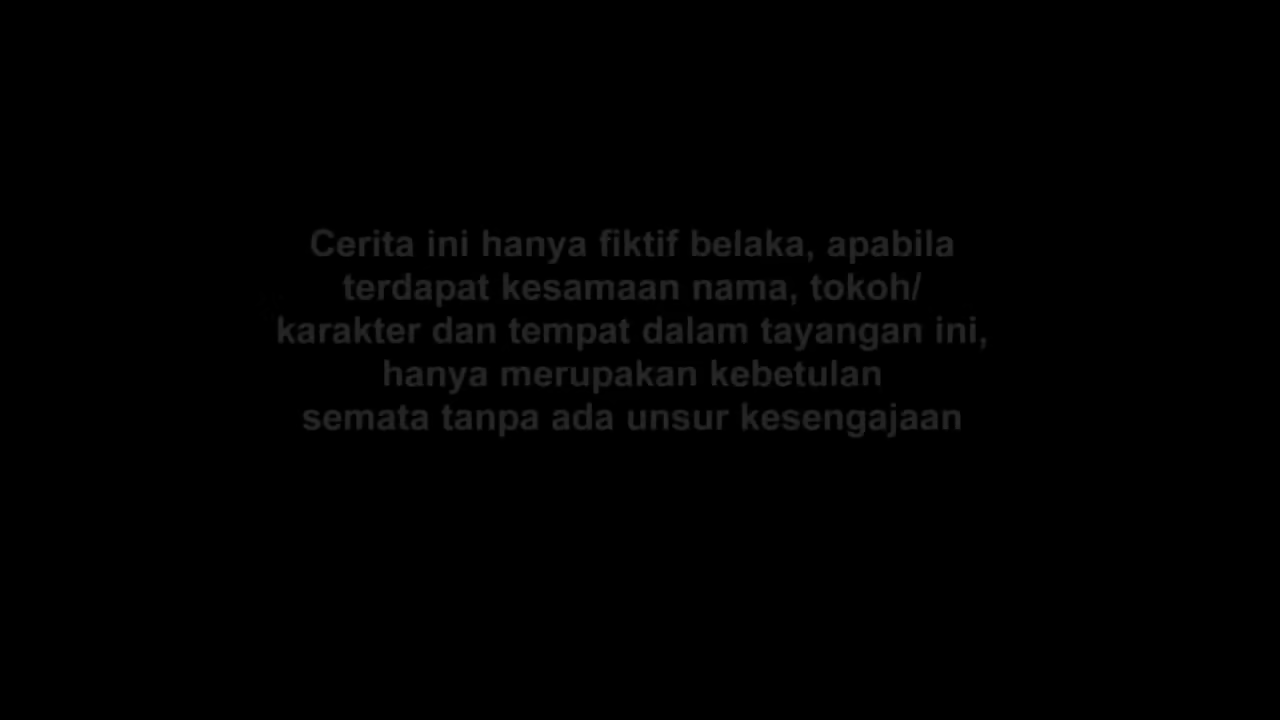 Cerita ini hanya fiktif belaka, apabila
terdapat kesamaan nama, tokoh/
karakter dan tempat dalam tayangan ini,
hanya merupakan kebetulan
semata tanpa ada unsur kesengajaan